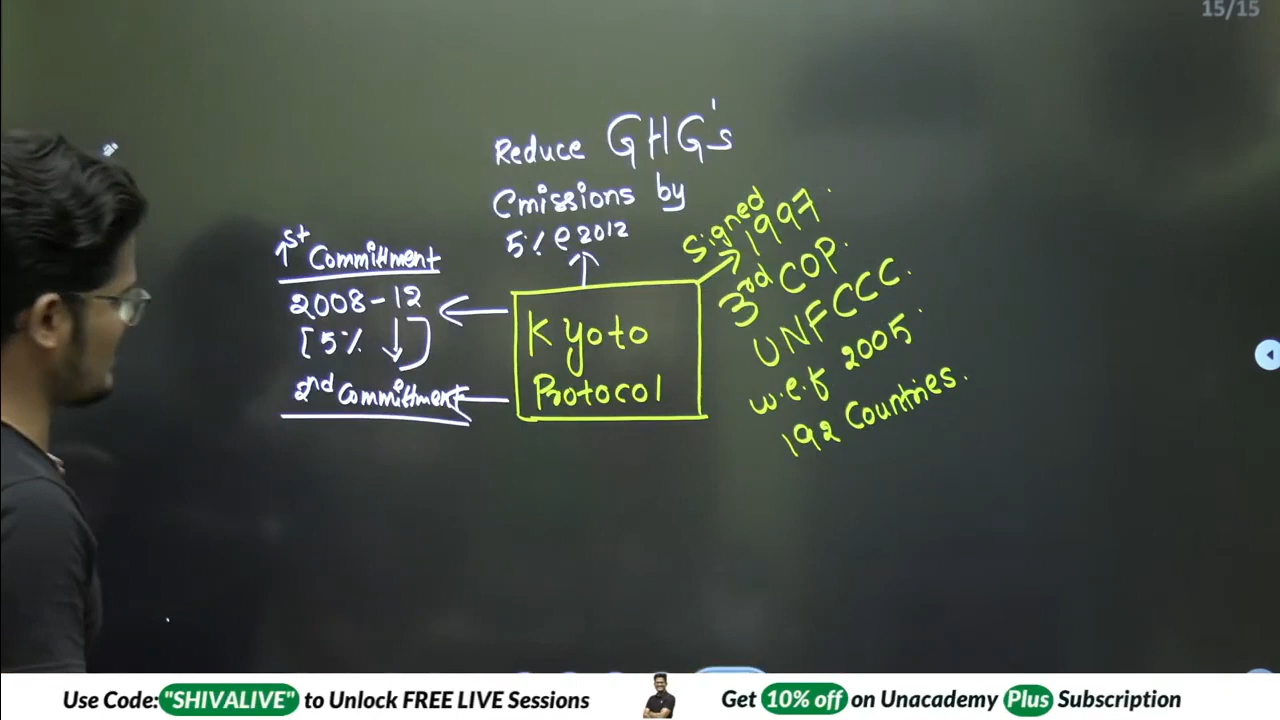 15/15
Reduce GHG's
Emissions by
5% @ 2012
1st Commitment
2008-12
[5% ↓]
2nd Commitment
Kyoto
Protocol
Signed
1997.
3rd COP.
UNFCCC.
w.e.f 2005.
192 Countries.
Use Code: "SHIVALIVE" to Unlock FREE LIVE Sessions
Get 10% off on Unacademy Plus Subscription